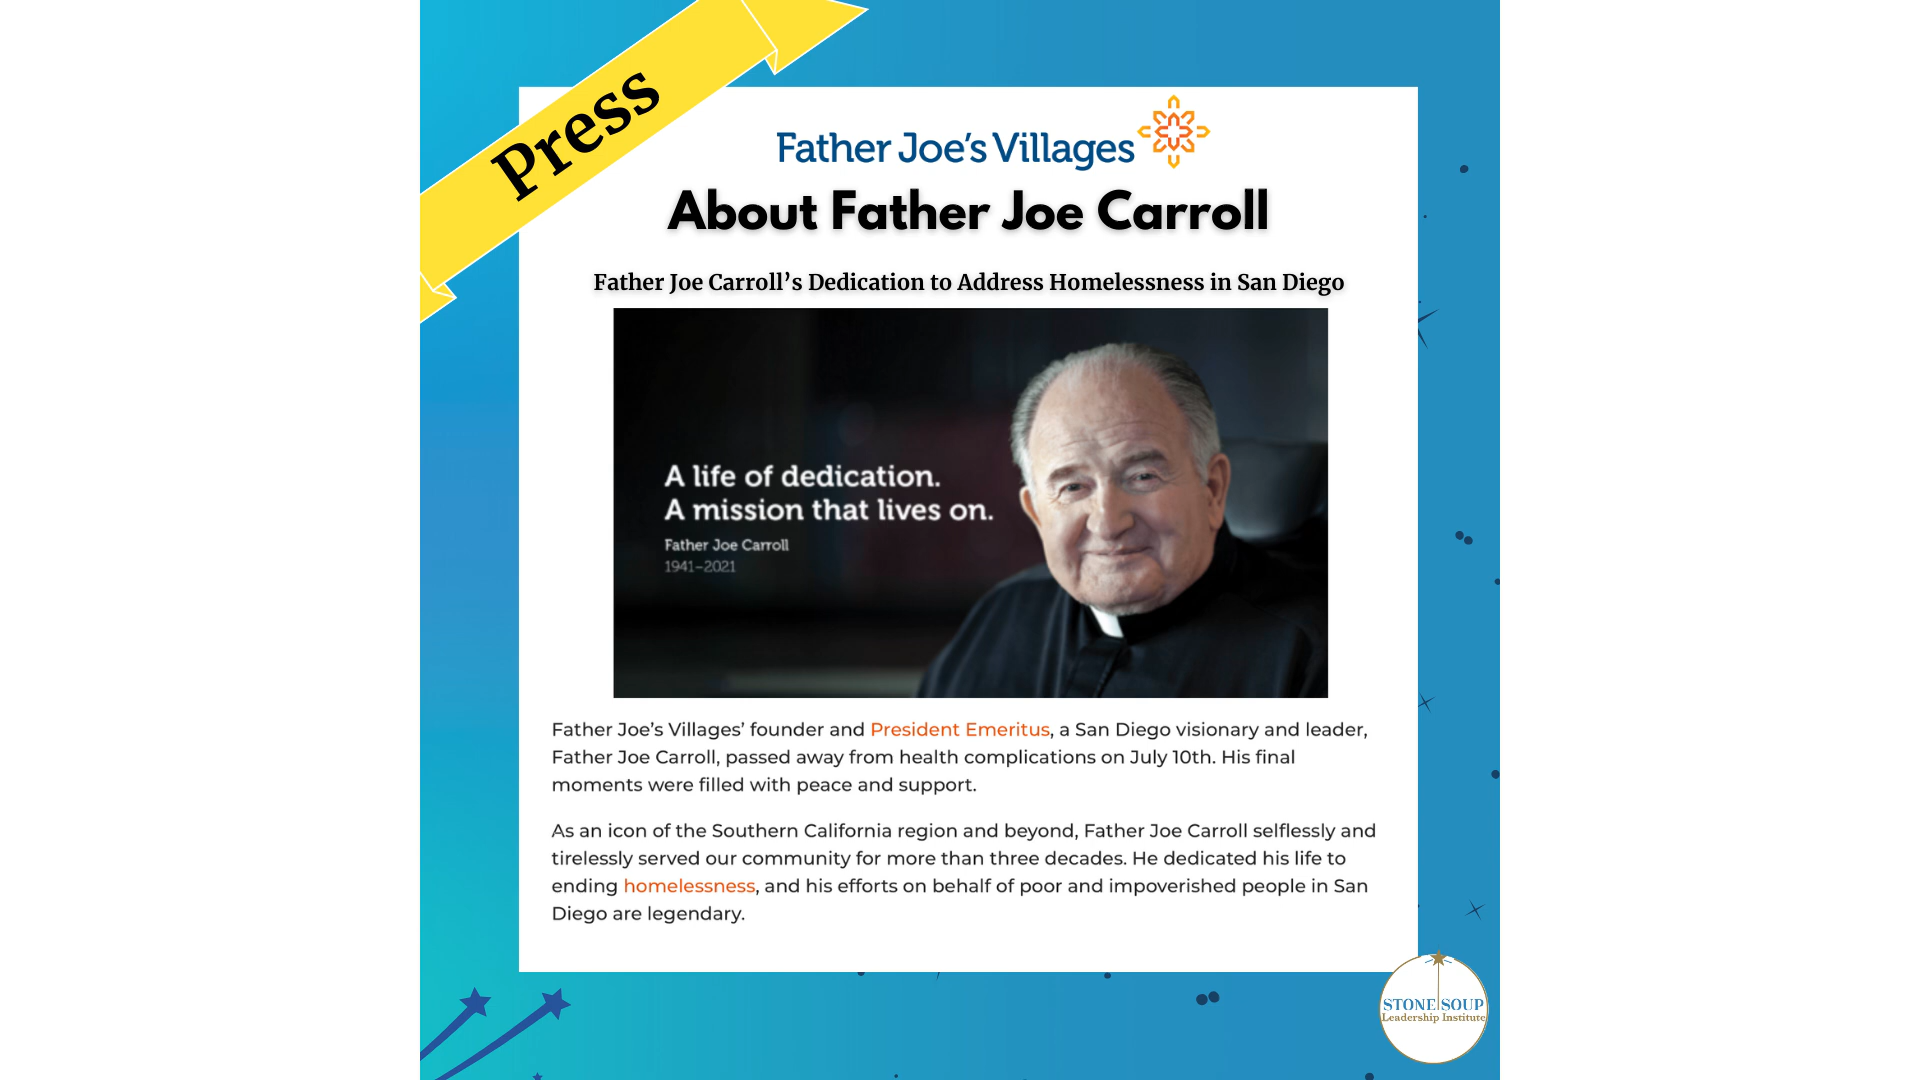 Press
Father Joe's Villages
About Father Joe Carroll
Father Joe Carroll’s Dedication to Address Homelessness in San Diego
A life of dedication.
A mission that lives on.
Father Joe Carroll
1941–2021
Father Joe’s Villages’ founder and President Emeritus, a San Diego visionary and leader,
Father Joe Carroll, passed away from health complications on July 10th. His final
moments were filled with peace and support.
As an icon of the Southern California region and beyond, Father Joe Carroll selflessly and
tirelessly served our community for more than three decades. He dedicated his life to
ending homelessness, and his efforts on behalf of poor and impoverished people in San
Diego are legendary.
STONE SOUP
Leadership Institute